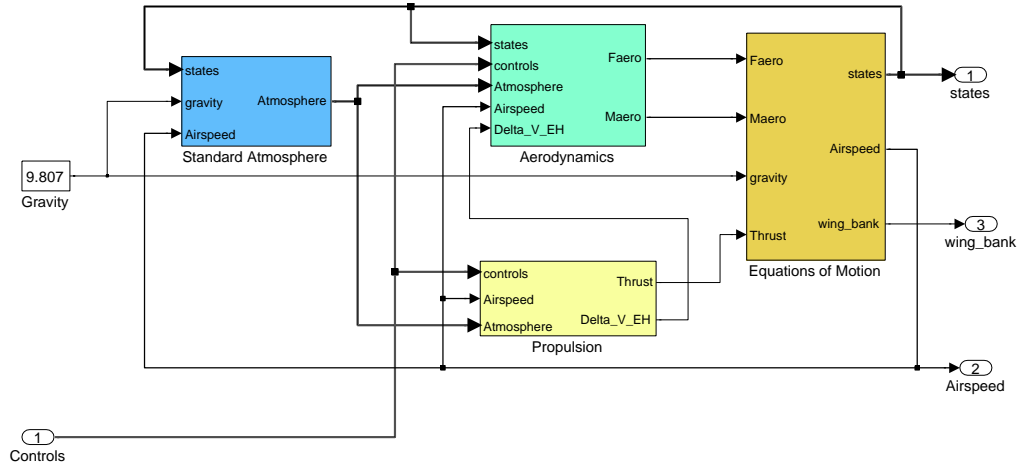 states
gravity
Airspeed
Atmosphere
Standard Atmosphere
9.807
Gravity
states
controls
Atmosphere
Airspeed
Delta_V_EH
Faero
Maero
Aerodynamics
controls
Airspeed
Atmosphere
Thrust
Delta_V_EH
Propulsion
Faero
Maero
gravity
Thrust
states
Airspeed
wing_bank
Equations of Motion
1
states
3
wing_bank
2
Airspeed
1
Controls